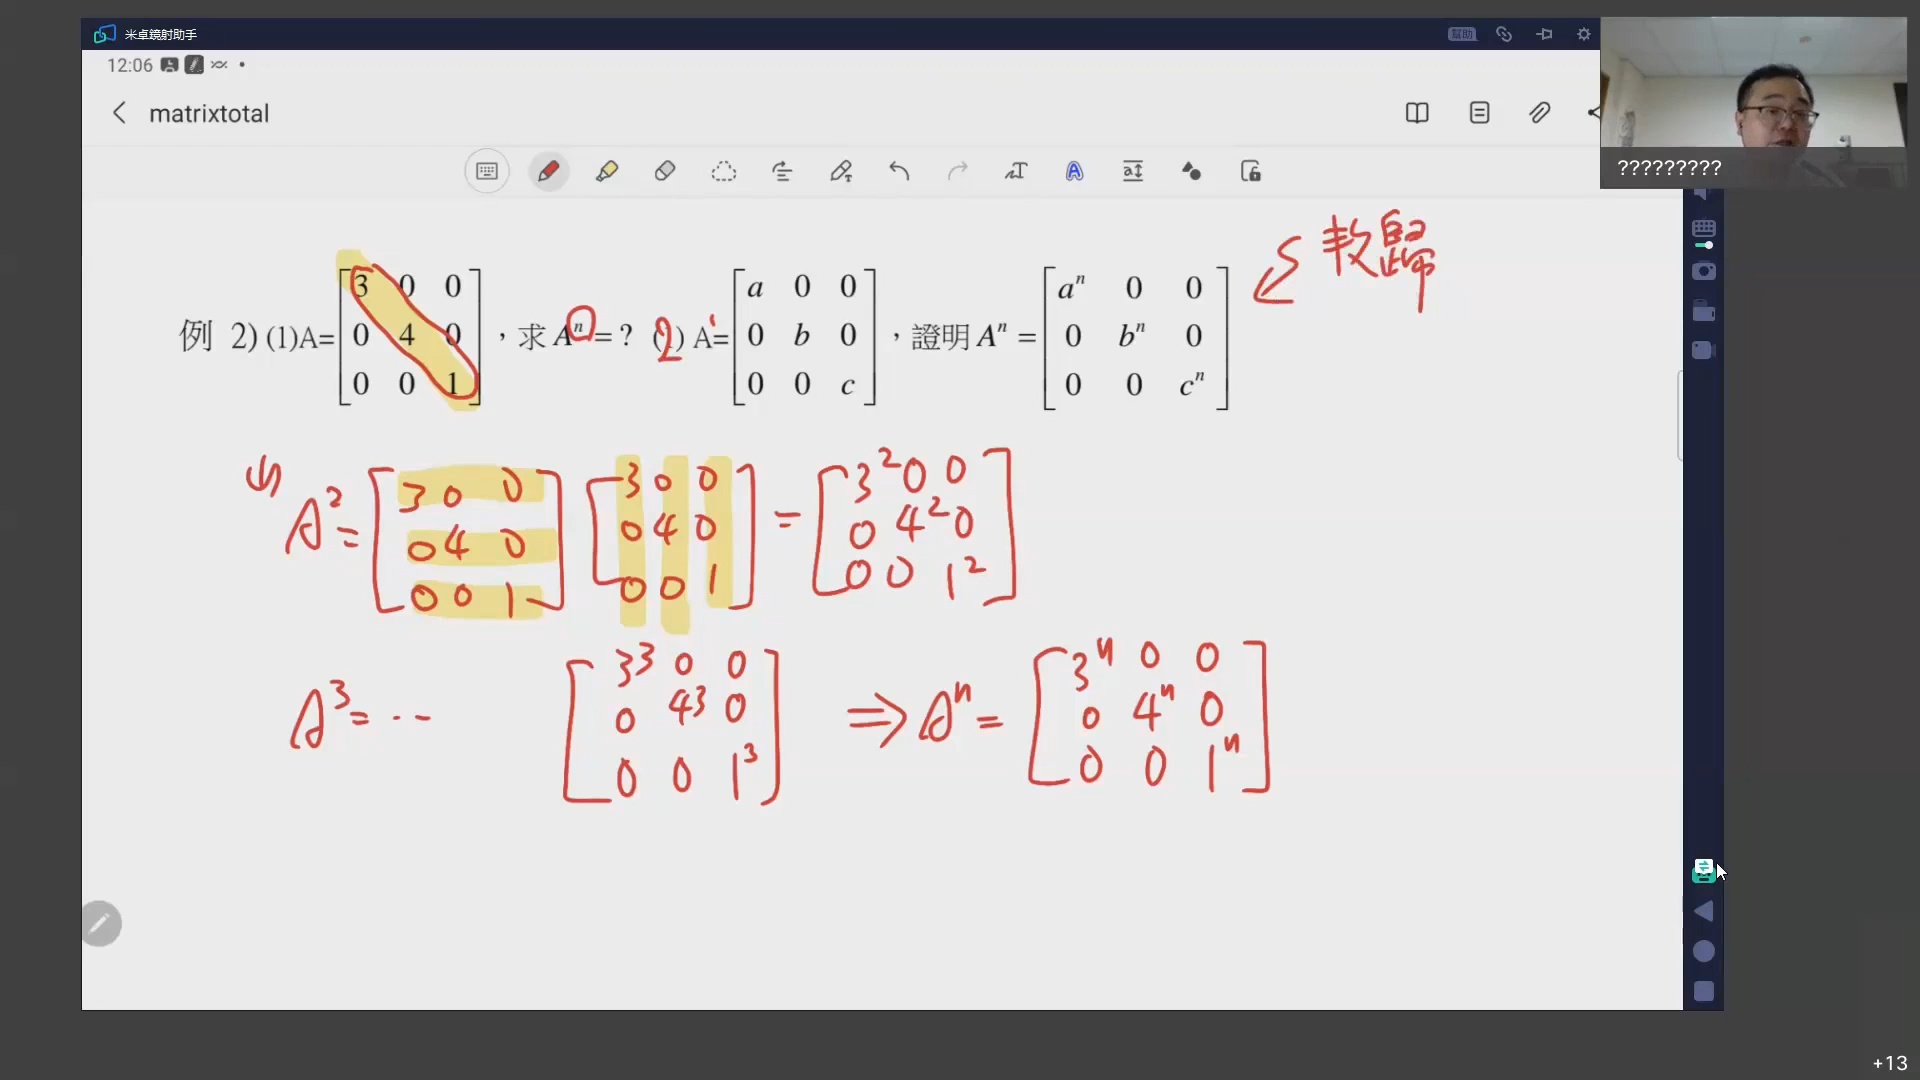 米卓鏡射助手
幫助
12:06
matrixtotal
?????????
數歸
例 2) (1)A= [3 0 0; 0 4 0; 0 0 1] ，求 Aⁿ = ? (2) A= [a 0 0; 0 b 0; 0 0 c] ，證明 Aⁿ = [aⁿ 0 0; 0 bⁿ 0; 0 0 cⁿ]
(1)
A² = [3 0 0; 0 4 0; 0 0 1] [3 0 0; 0 4 0; 0 0 1] = [3² 0 0; 0 4² 0; 0 0 1²]
A³ = ... [3³ 0 0; 0 4³ 0; 0 0 1³] ⇒ Aⁿ = [3ⁿ 0 0; 0 4ⁿ 0; 0 0 1ⁿ]
+13